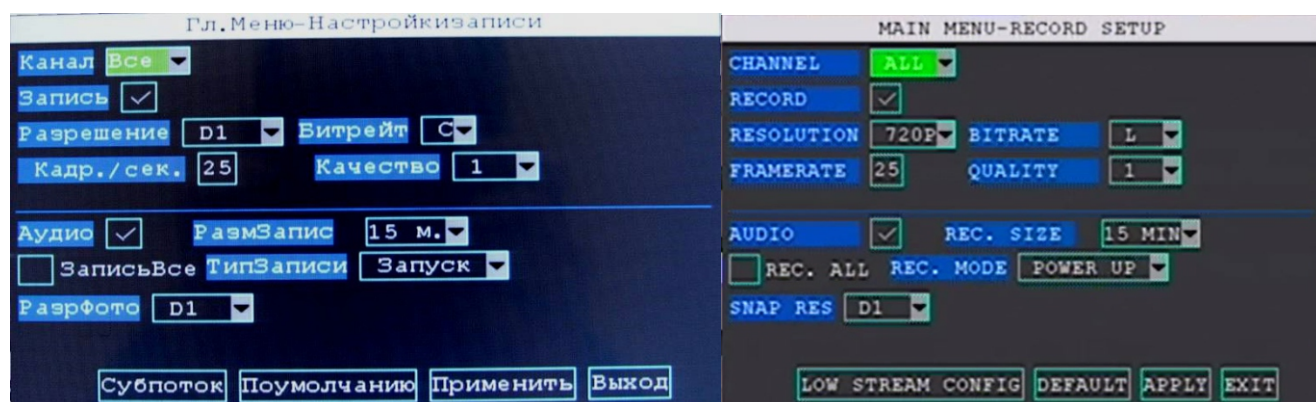 Гл.Меню-Настройкизаписи
Канал Все
Запись
Разрешение D1 Битрейт С
Кадр./сек. 25 Качество 1
Аудио РазмЗапис 15 м.
ЗаписьВсе ТипЗаписи Запуск
РазрФото D1
Субпоток Поумолчанию Применить Выход
MAIN MENU-RECORD SETUP
CHANNEL ALL
RECORD
RESOLUTION 720P BITRATE L
FRAMERATE 25 QUALITY 1
AUDIO REC. SIZE 15 MIN
REC. ALL REC. MODE POWER UP
SNAP RES D1
LOW STREAM CONFIG DEFAULT APPLY EXIT